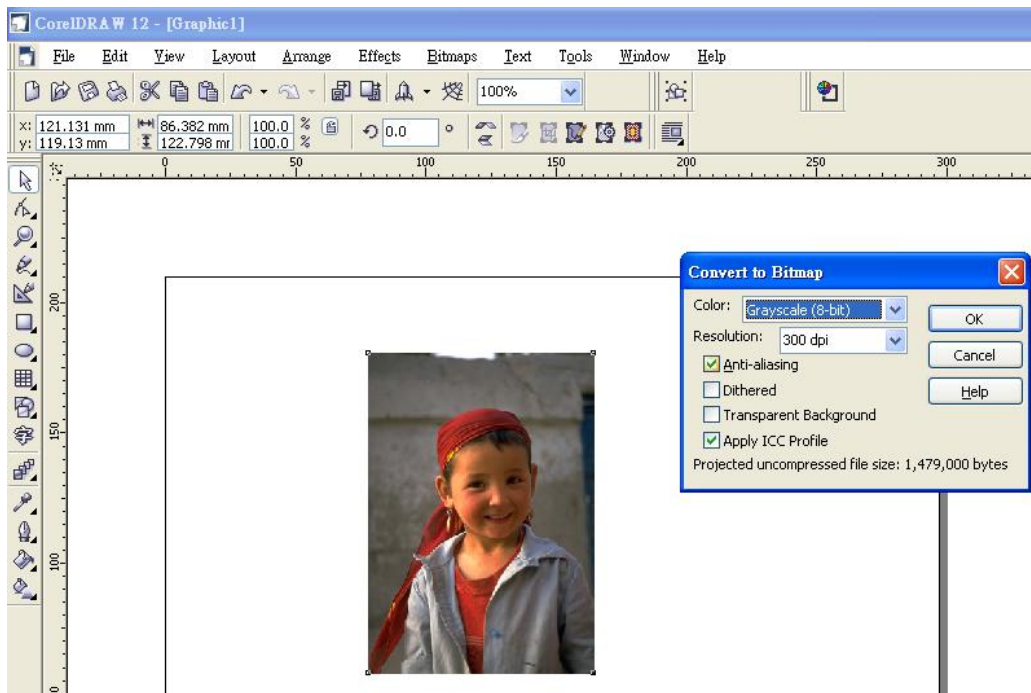 CorelDRAW 12 - [Graphic1]
File Edit View Layout Arrange Effects Bitmaps Text Tools Window Help
100%
x: 121.131 mm 86.382 mm 100.0 % 0.0 °
y: 119.13 mm 122.798 mr 100.0 %
0 50 100 150 200 250 300
200
150
100
字
Convert to Bitmap
Color: Grayscale (8-bit) OK
Resolution: 300 dpi
Anti-aliasing Cancel
Dithered Help
Transparent Background
Apply ICC Profile
Projected uncompressed file size: 1,479,000 bytes